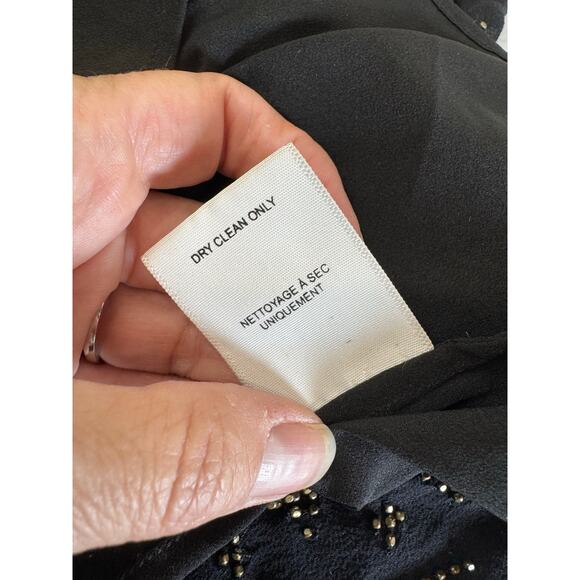 DRY CLEAN ONLY
NETTOYAGE À SEC
UNIQUEMENT